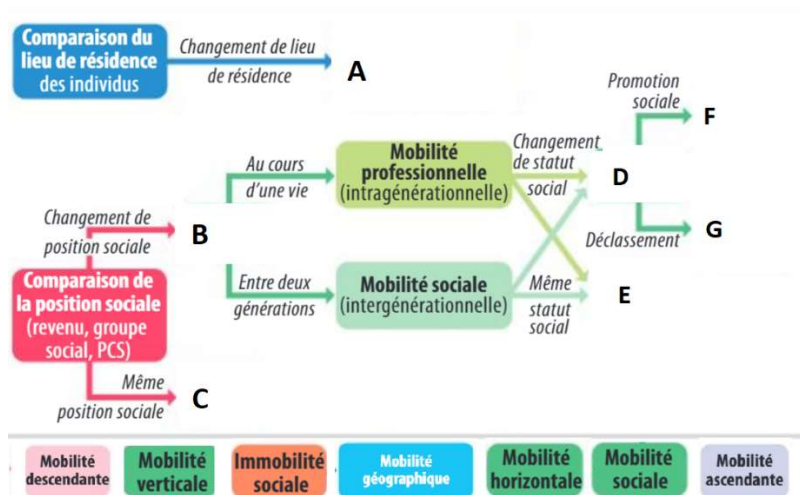 Comparaison du
lieu de résidence
des individus
Changement de lieu
de résidence
A
Promotion
sociale
F
Mobilité
professionnelle
(intragénérationnelle)
Changement
de statut
social
D
Au cours
d'une vie
Changement de
position sociale
B
Déclassement
G
Comparaison de
la position sociale
(revenu, groupe
social, PCS)
Entre deux
générations
Mobilité sociale
(intergénérationnelle)
Même
statut
social
E
Même
position sociale
C
Mobilité
descendante
Mobilité
verticale
Immobilité
sociale
Mobilité
géographique
Mobilité
horizontale
Mobilité
sociale
Mobilité
ascendante